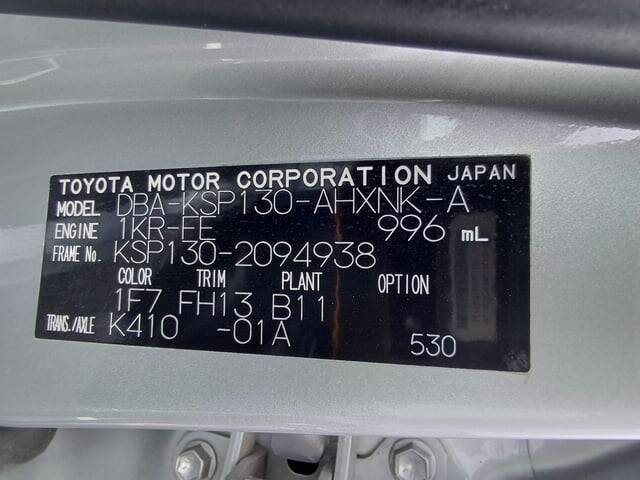 TOYOTA MOTOR CORPORATION JAPAN
MODEL DBA-KSP130-AHXNK-A
ENGINE 1KR-FE 996 mL
FRAME No. KSP130-2094938
COLOR TRIM PLANT OPTION
1F7 FH13 B11
TRANS./AXLE K410 -01A
530